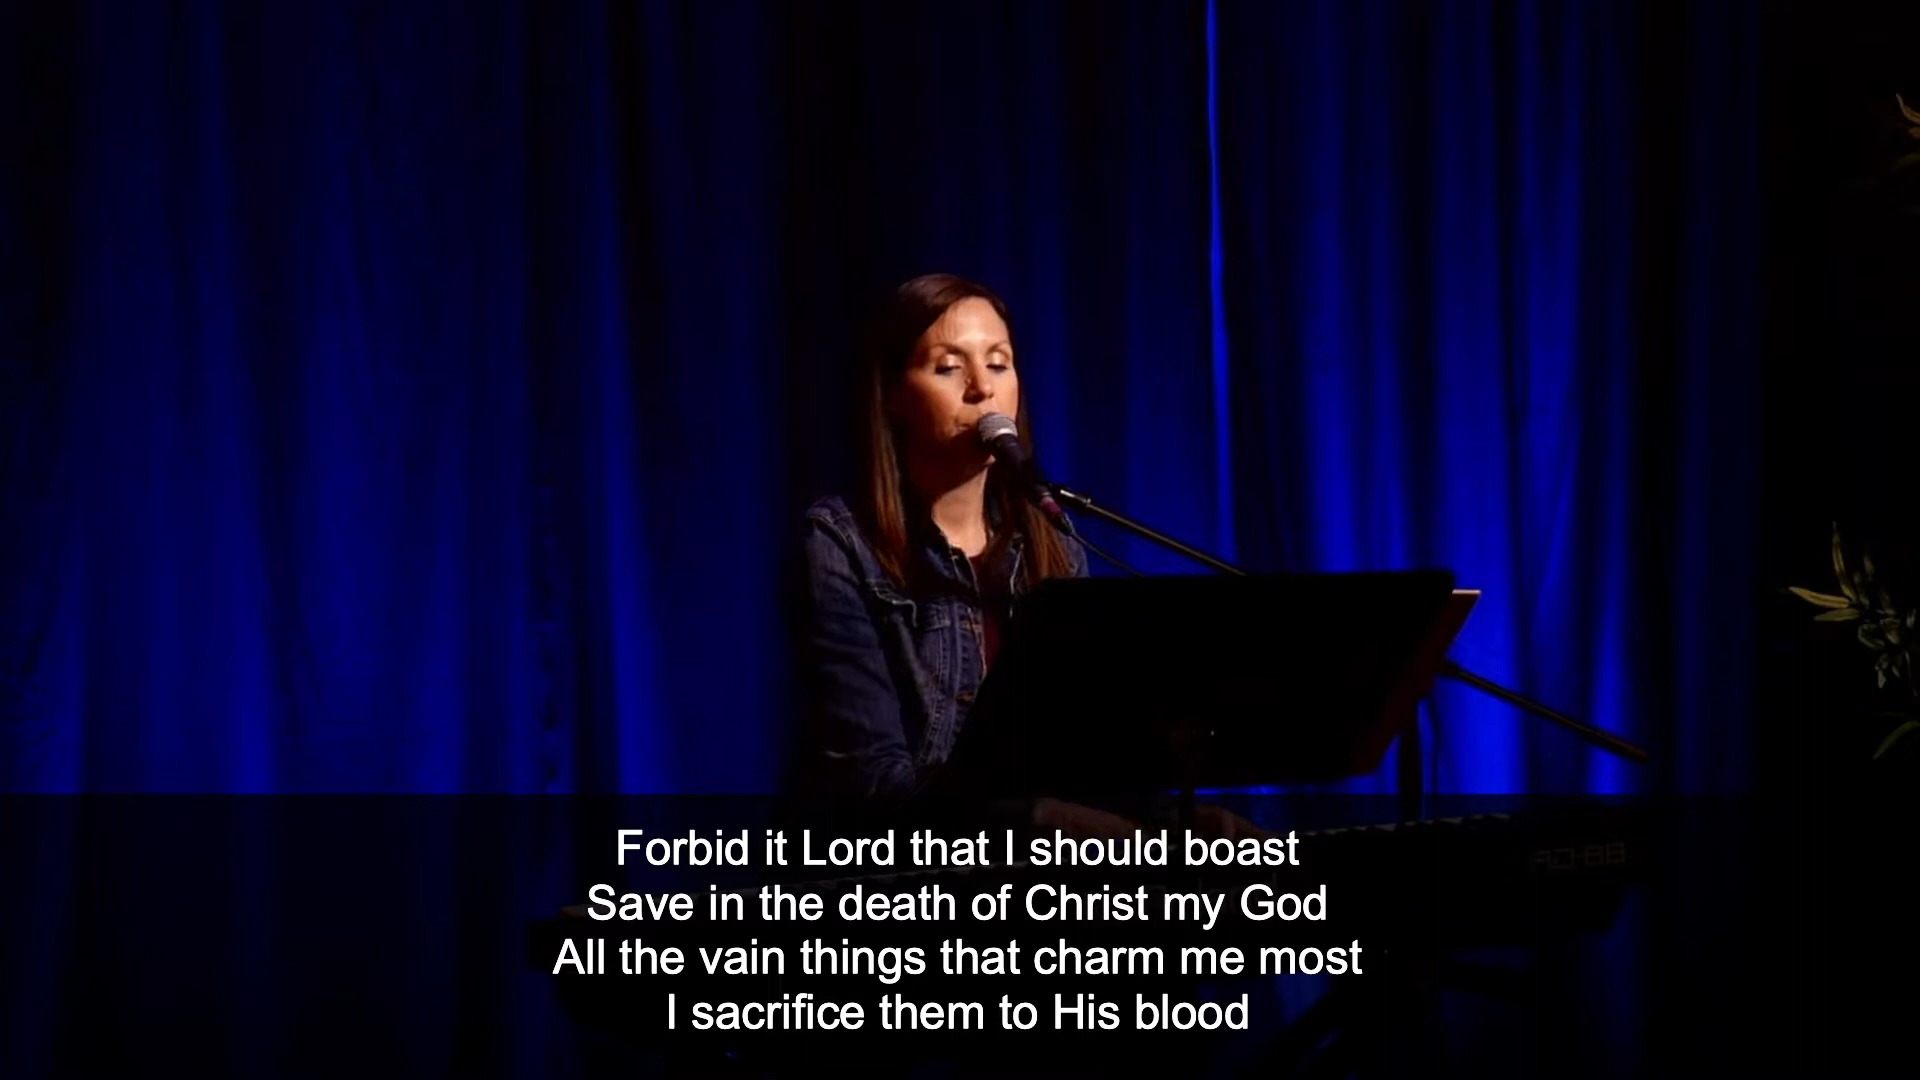 Forbid it Lord that I should boast
Save in the death of Christ my God
All the vain things that charm me most
I sacrifice them to His blood